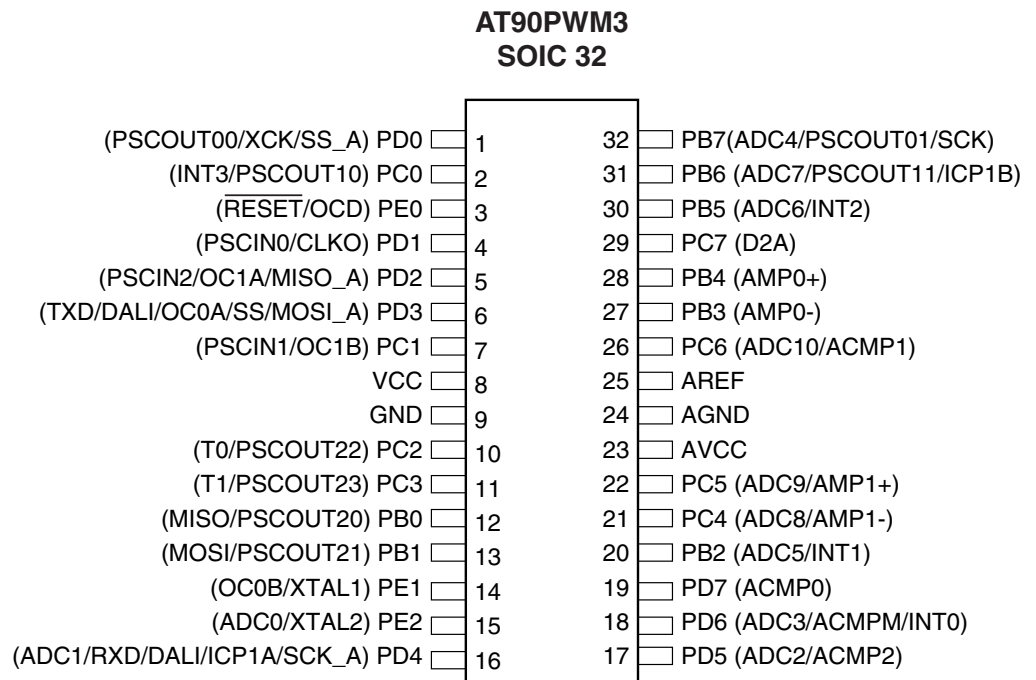 AT90PWM3
SOIC 32
(PSCOUT00/XCK/SS_A) PD0 1 32 PB7(ADC4/PSCOUT01/SCK)
(INT3/PSCOUT10) PC0 2 31 PB6 (ADC7/PSCOUT11/ICP1B)
(RESET/OCD) PE0 3 30 PB5 (ADC6/INT2)
(PSCIN0/CLKO) PD1 4 29 PC7 (D2A)
(PSCIN2/OC1A/MISO_A) PD2 5 28 PB4 (AMP0+)
(TXD/DALI/OC0A/SS/MOSI_A) PD3 6 27 PB3 (AMP0-)
(PSCIN1/OC1B) PC1 7 26 PC6 (ADC10/ACMP1)
VCC 8 25 AREF
GND 9 24 AGND
(T0/PSCOUT22) PC2 10 23 AVCC
(T1/PSCOUT23) PC3 11 22 PC5 (ADC9/AMP1+)
(MISO/PSCOUT20) PB0 12 21 PC4 (ADC8/AMP1-)
(MOSI/PSCOUT21) PB1 13 20 PB2 (ADC5/INT1)
(OC0B/XTAL1) PE1 14 19 PD7 (ACMP0)
(ADC0/XTAL2) PE2 15 18 PD6 (ADC3/ACMPM/INT0)
(ADC1/RXD/DALI/ICP1A/SCK_A) PD4 16 17 PD5 (ADC2/ACMP2)